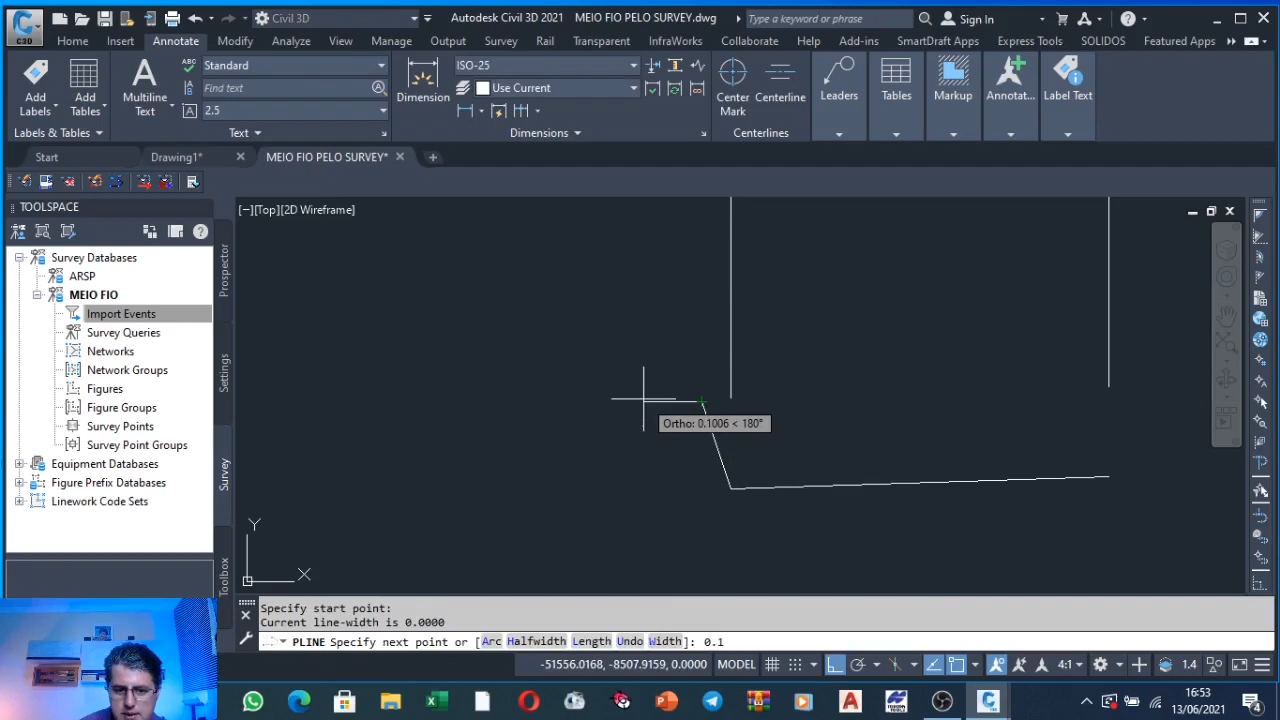 C3D
Civil 3D
Autodesk Civil 3D 2021 MEIO FIO PELO SURVEY.dwg
Type a keyword or phrase
Sign In
Home Insert Annotate Modify Analyze View Manage Output Survey Rail Transparent InfraWorks Collaborate Help Add-ins SmartDraft Apps Express Tools SOLIDOS Featured Apps
Add Labels
Add Tables
Multiline Text
ABC
Standard
Find text
2.5
Dimension
ISO-25
Use Current
Center Mark
Centerline
Leaders
Tables
Markup
Annotat...
Label Text
Labels & Tables
Text
Dimensions
Centerlines
Start
Drawing1*
MEIO FIO PELO SURVEY*
TOOLSPACE
[−][Top][2D Wireframe]
Survey Databases
ARSP
MEIO FIO
Import Events
Survey Queries
Networks
Network Groups
Figures
Figure Groups
Survey Points
Survey Point Groups
Equipment Databases
Figure Prefix Databases
Linework Code Sets
Prospector
Settings
Survey
Toolbox
Ortho: 0.1006 < 180°
Y
X
Specify start point:
Current line-width is 0.0000
PLINE Specify next point or [Arc Halfwidth Length Undo Width]: 0.1
-51556.0168, -8507.9159, 0.0000 MODEL
4:1
1.4
16:53
13/06/2021
4